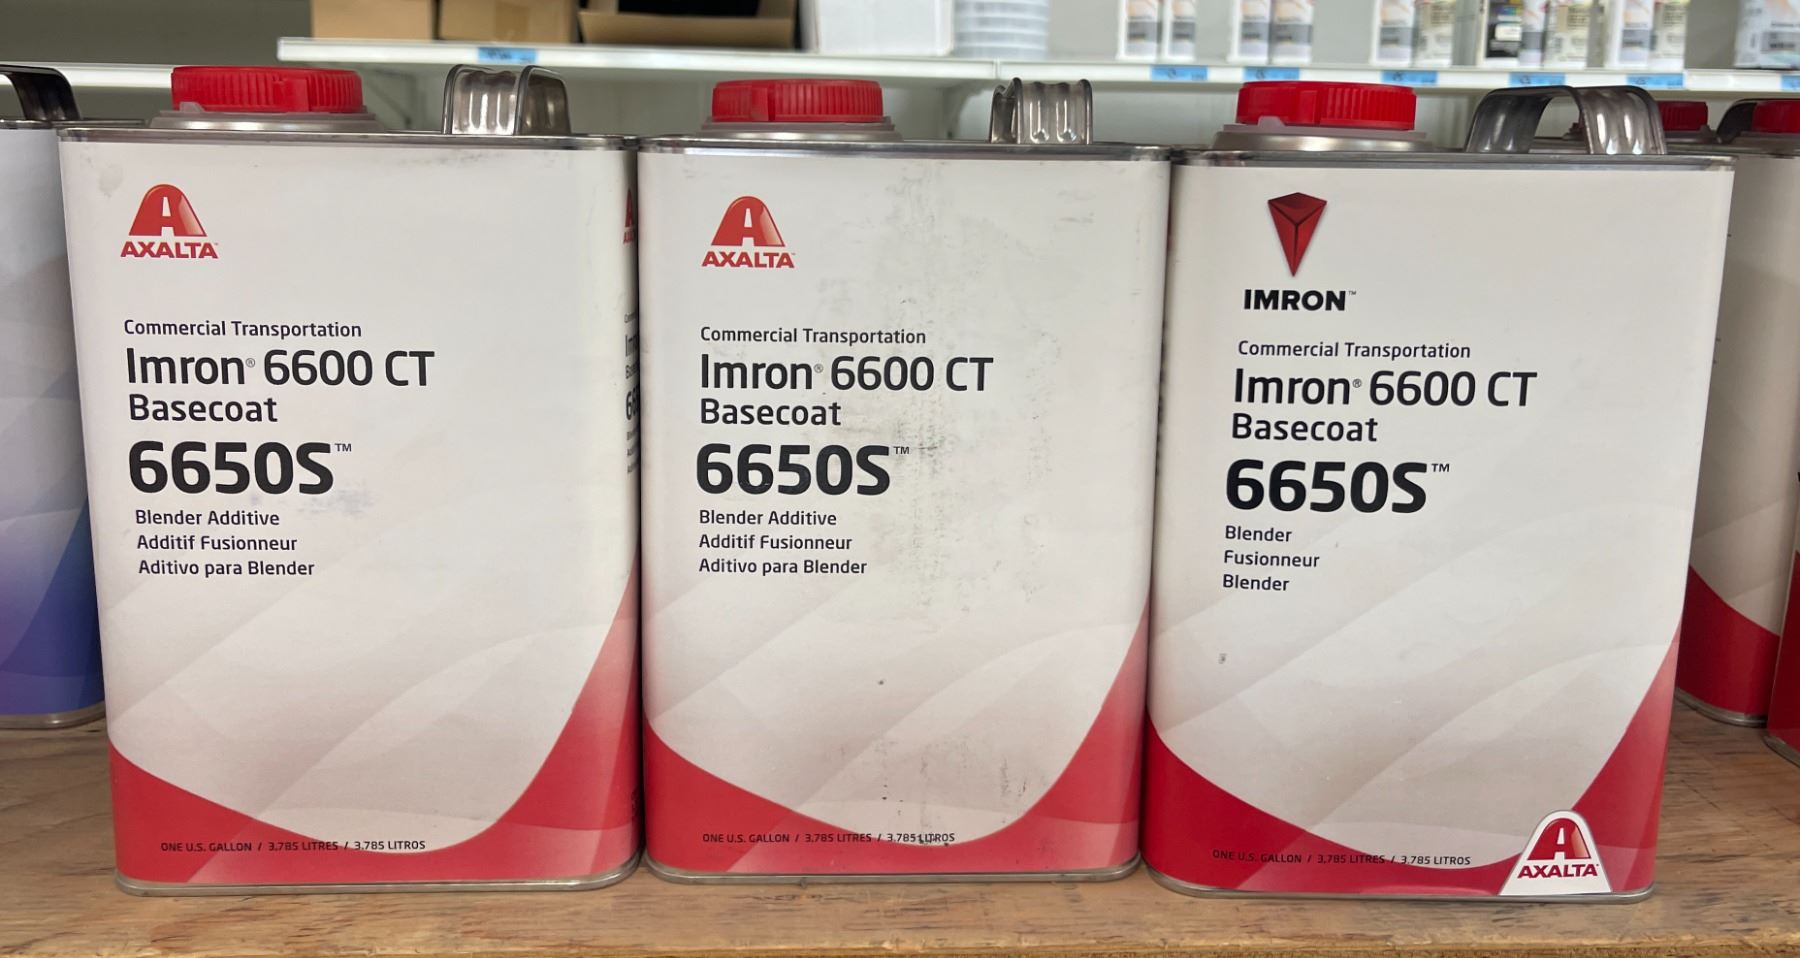 AXALTA
Commercial Transportation
Imron® 6600 CT
Basecoat
6650S™
Blender Additive
Additif Fusionneur
Aditivo para Blender
ONE U.S. GALLON / 3,785 LITRES / 3.785 LITROS
AXALTA
Commercial Transportation
Imron® 6600 CT
Basecoat
6650S™
Blender Additive
Additif Fusionneur
Aditivo para Blender
ONE U.S. GALLON / 3,785 LITRES / 3.785 LITROS
IMRON™
Commercial Transportation
Imron® 6600 CT
Basecoat
6650S™
Blender
Fusionneur
Blender
ONE U.S. GALLON / 3,785 LITRES / 3.785 LITROS
AXALTA